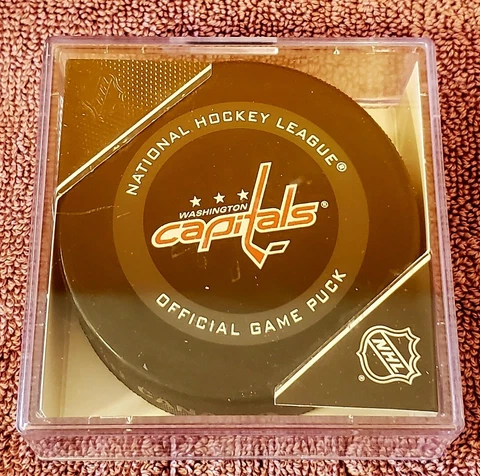 NATIONAL HOCKEY LEAGUE®
WASHINGTON
capitals®
OFFICIAL GAME PUCK
NHL®